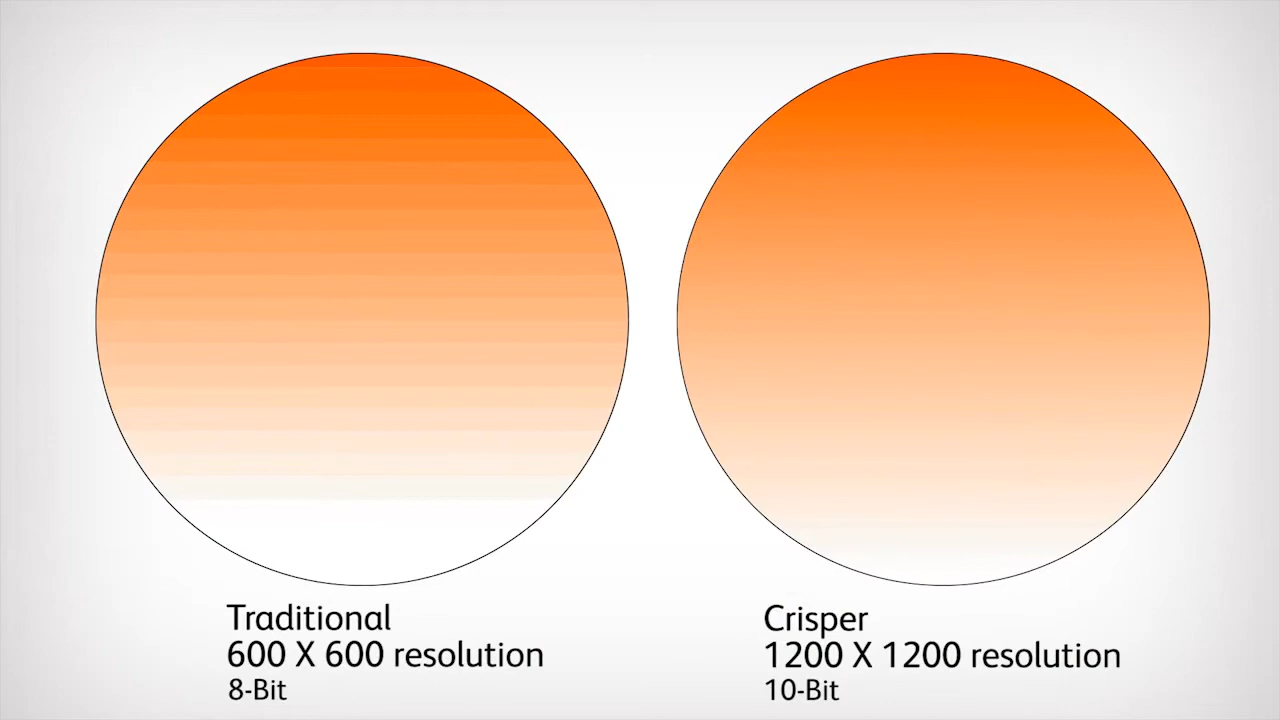 Traditional
600 X 600 resolution
8-Bit
Crisper
1200 X 1200 resolution
10-Bit